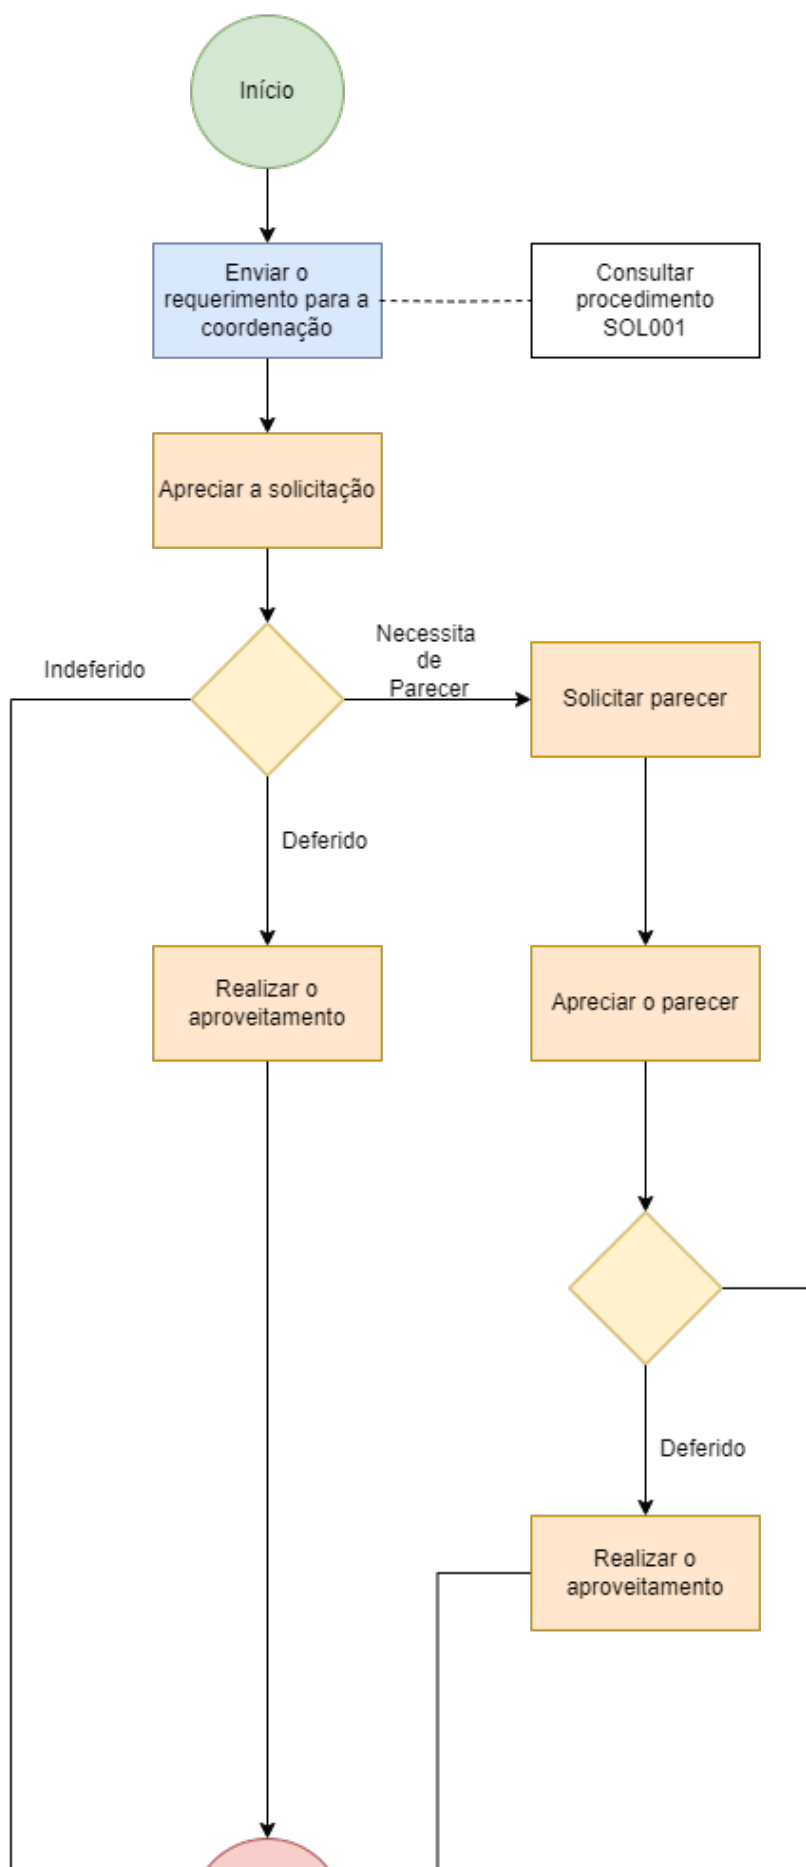 Início
Enviar o
requerimento para a
coordenação
Consultar
procedimento
SOL001
Apreciar a solicitação
Indeferido
Necessita
de
Parecer
Solicitar parecer
Deferido
Realizar o
aproveitamento
Apreciar o parecer
Deferido
Realizar o
aproveitamento